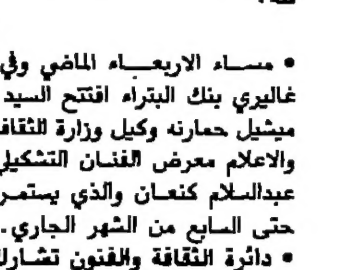 • مساء الاربعاء الماضي وفي
غاليري بنك البتراء افتتح السيد
ميشيل حمارنه وكيل وزارة الثقافة
والاعلام معرض الفنان التشكيلي
عبدالسلام كنعان والذي يستمر
حتى السابع من الشهر الجاري.
• دائرة الثقافة والفنون تشارك